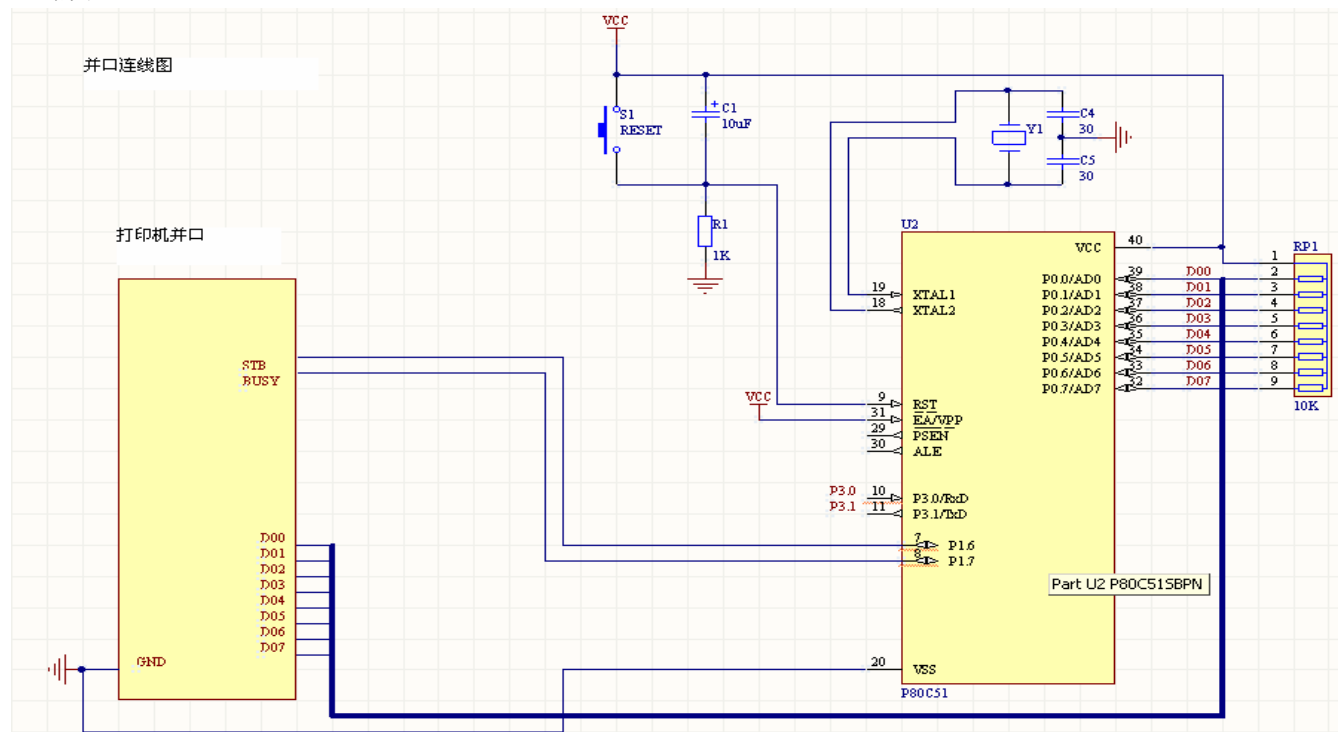 VCC
并口连线图
S1
RESET
C1
10uF
R1
1K
Y1
C4
30
C5
30
打印机并口
STB
BUSY
D00
D01
D02
D03
D04
D05
D06
D07
GND
U2
VCC 40
P0.0/AD0 39 D00
P0.1/AD1 38 D01
P0.2/AD2 37 D02
P0.3/AD3 36 D03
P0.4/AD4 35 D04
P0.5/AD5 34 D05
P0.6/AD6 33 D06
P0.7/AD7 32 D07
RP1
1
2
3
4
5
6
7
8
9
10K
19 XTAL1
18 XTAL2
VCC
9 RST
31 EA/VPP
29 PSEN
30 ALE
P3.0 10 P3.0/RxD
P3.1 11 P3.1/TxD
7 P1.6
8 P1.7
Part U2 P80C51SBPN
20 VSS
P80C51